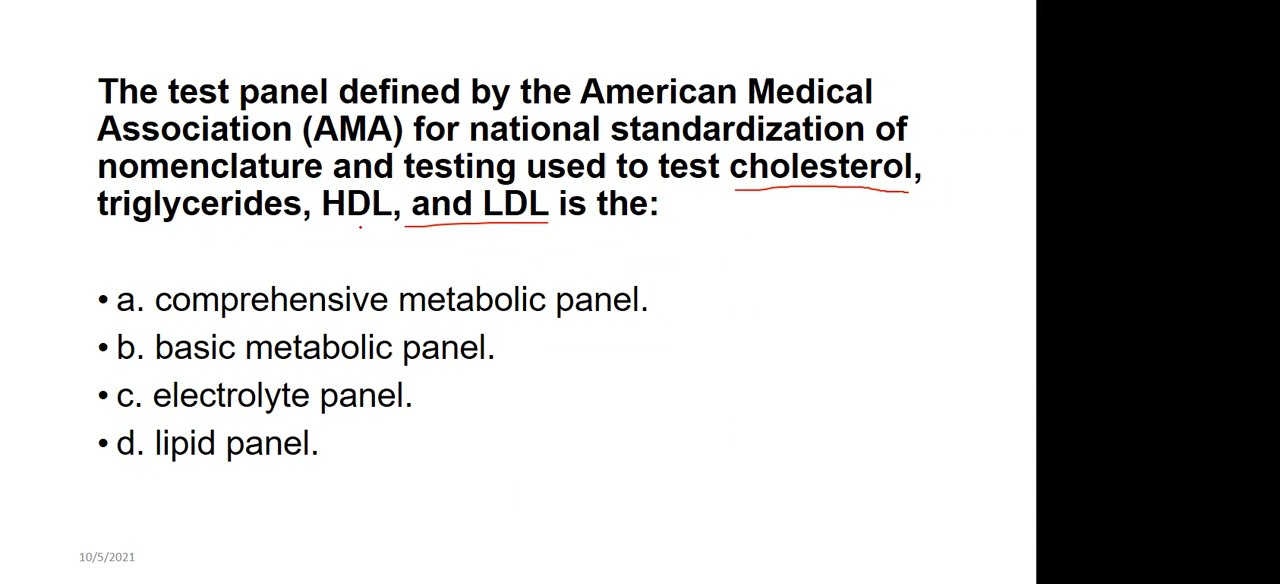 The test panel defined by the American Medical
Association (AMA) for national standardization of
nomenclature and testing used to test cholesterol,
triglycerides, HDL, and LDL is the:
• a. comprehensive metabolic panel.
• b. basic metabolic panel.
• c. electrolyte panel.
• d. lipid panel.
10/5/2021